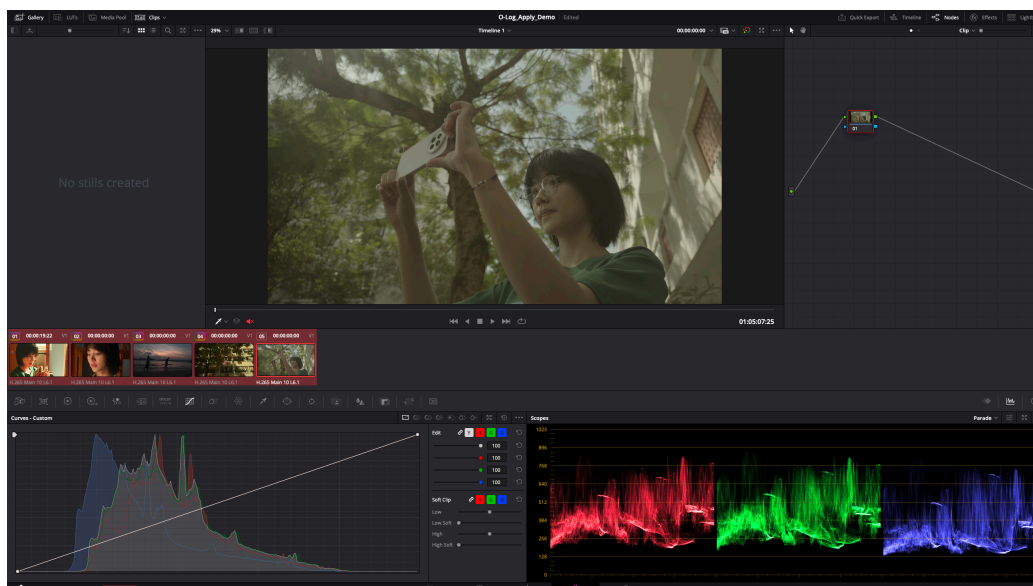 Gallery LUTs Media Pool Clips O-Log_Apply_Demo Edited Quick Export Timeline Nodes Effects
29% Timeline 1 00:00:00:00 Clip
No stills created
01
01:05:07:25
01 00:00:19:22 V1 02 00:00:00:00 V1 03 00:00:00:00 V1 04 00:00:00:00 V1 05 00:00:00:00 V1
H.265 Main 10 L6.1 H.265 Main 10 L6.1 H.265 Main 10 L6.1 H.265 Main 10 L6.1 H.265 Main 10 L6.1
Curves - Custom Scopes Parade
Edit Y R G B
100
100
100
100
Soft Clip R G B
Low
Low Soft
High
High Soft
1023
896
768
640
512
384
256
128
0